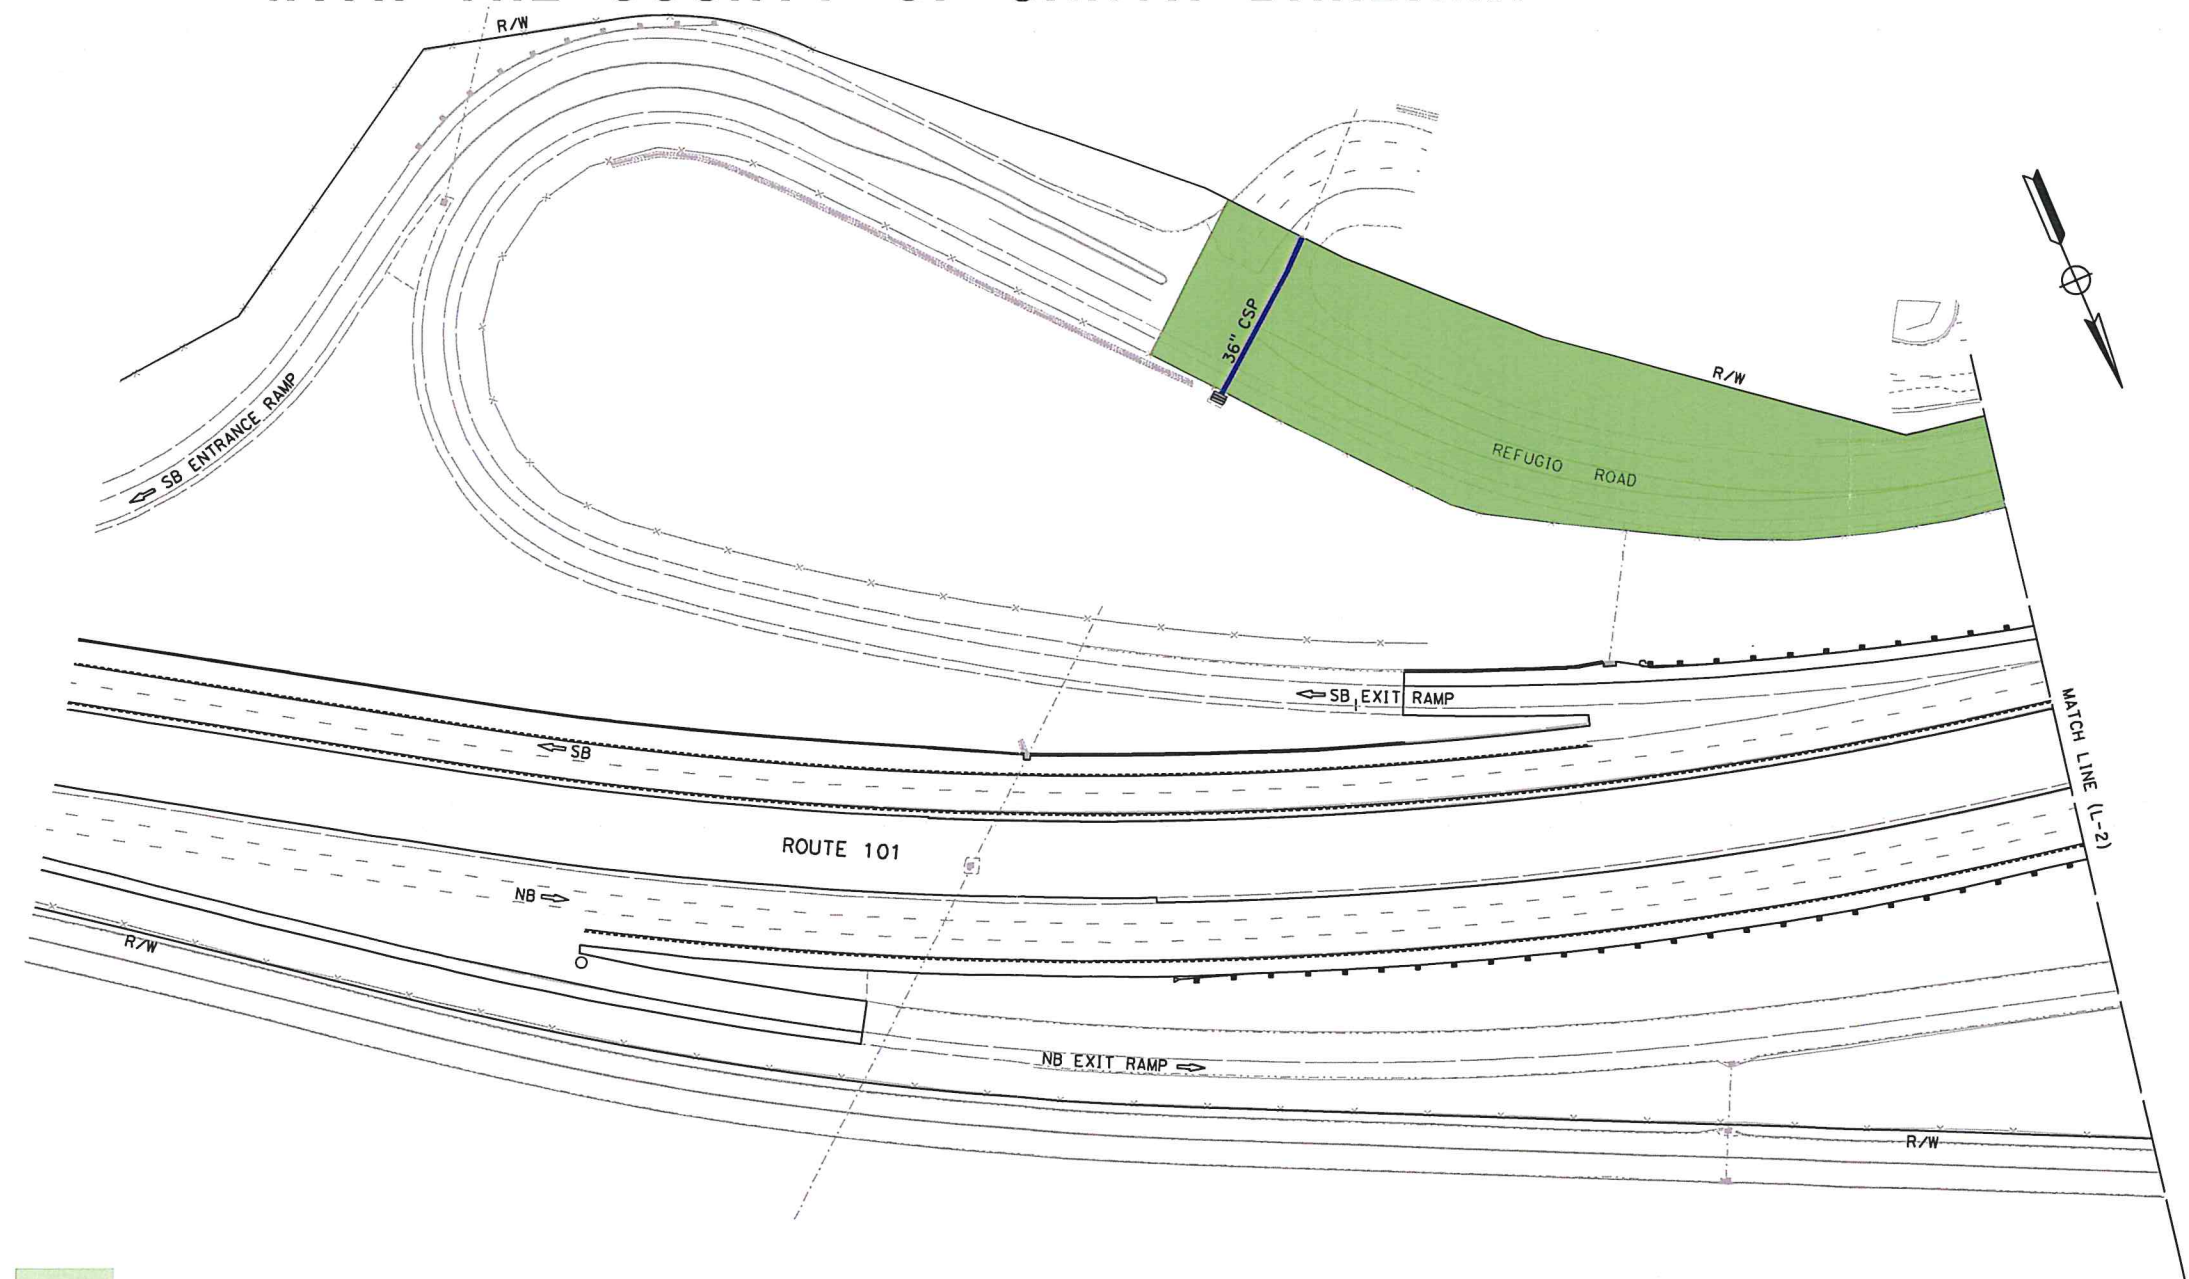 R/W
36" CSP
R/W
SB ENTRANCE RAMP
REFUGIO ROAD
SB EXIT RAMP
SB
MATCH LINE (L-2)
ROUTE 101
NB
R/W
NB EXIT RAMP
R/W